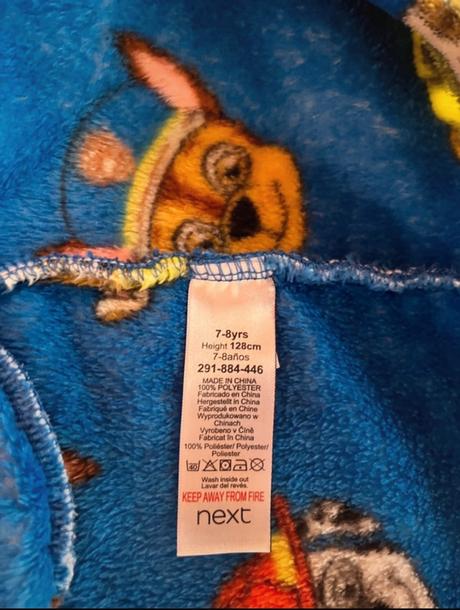 7-8yrs
Height 128cm
7-8años
291-884-446
MADE IN CHINA
100% POLYESTER
Fabricado en China
Hergestellt in China
Fabriqué en Chine
Wyprodukowano w
Chinach
Vyrobeno v Číně
Fabricat în China
100% Poliéster/ Polyester/
Poliester
40
Wash inside out
Lavar del revés.
KEEP AWAY FROM FIRE
next